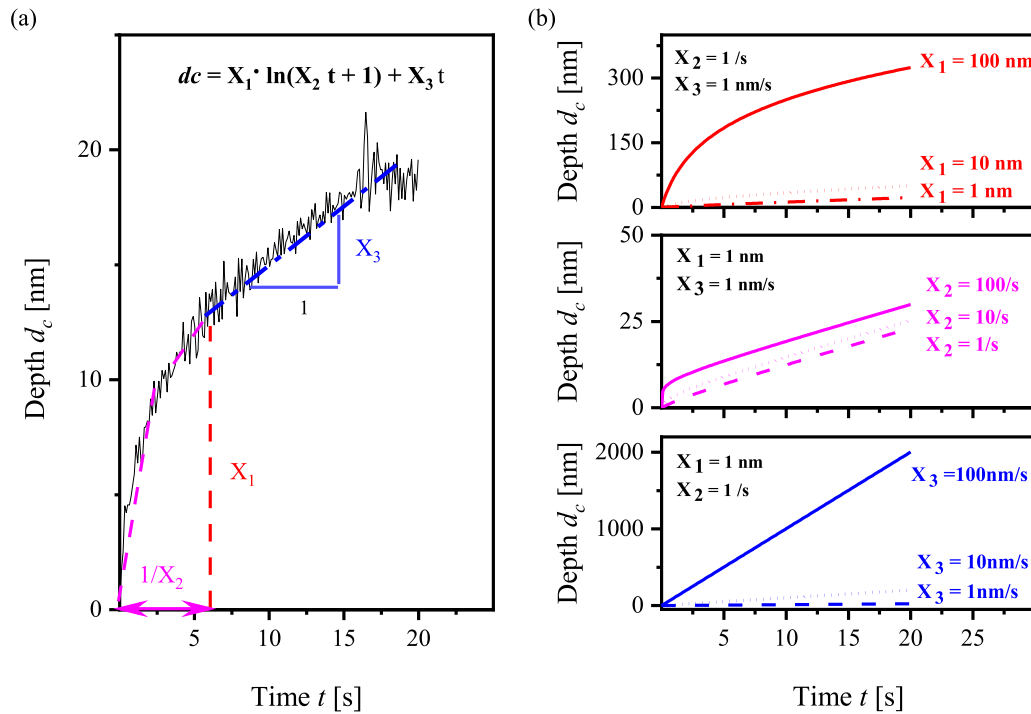 (a)
dc = X₁· ln(X₂ t + 1) + X₃ t
Depth d_c [nm]
20
10
0
X₃
1
X₁
1/X₂
5
10
15
20
Time t [s]
(b)
Depth d_c [nm]
300
150
0
X₂ = 1 /s
X₃ = 1 nm/s
X₁ = 100 nm
X₁ = 10 nm
X₁ = 1 nm
Depth d_c [nm]
50
25
0
X₁ = 1 nm
X₃ = 1 nm/s
X₂ = 100/s
X₂ = 10/s
X₂ = 1/s
Depth d_c [nm]
2000
1000
0
X₁ = 1 nm
X₂ = 1 /s
X₃ =100nm/s
X₃ = 10nm/s
X₃ = 1nm/s
5
10
15
20
25
Time t [s]